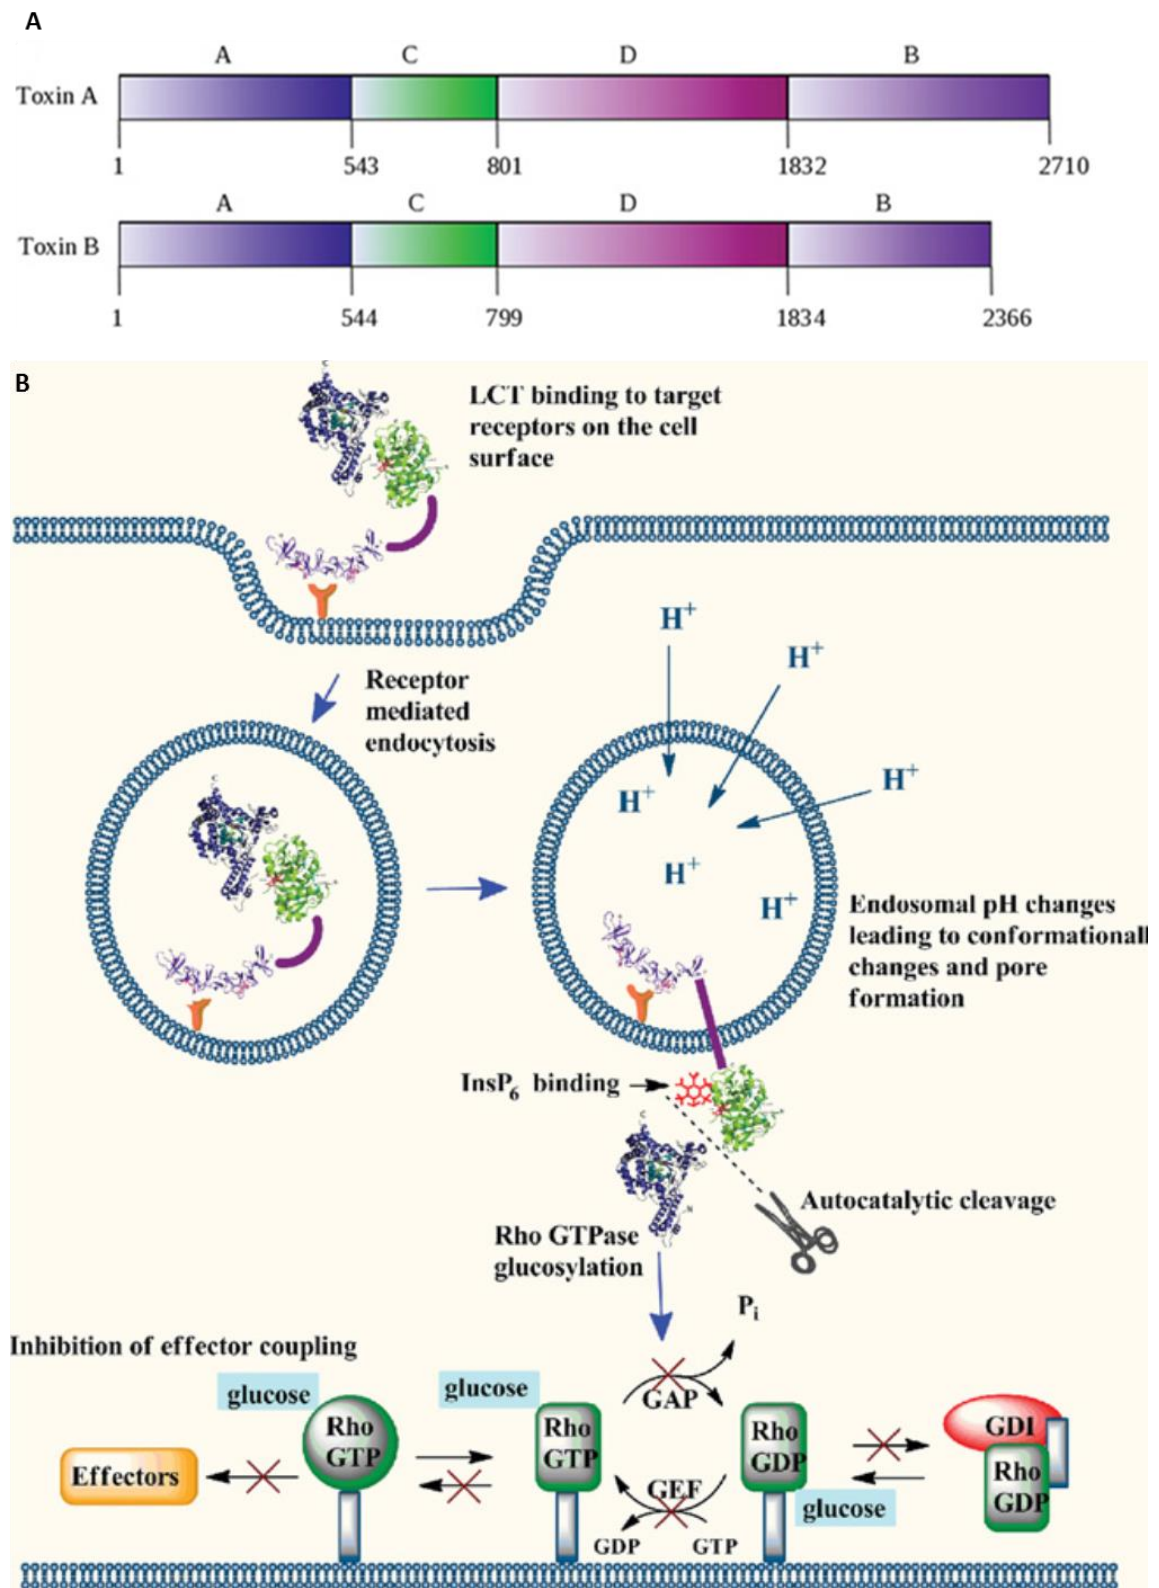 A
A C D B
Toxin A
1 543 801 1832 2710
A C D B
Toxin B
1 544 799 1834 2366
B
LCT binding to target
receptors on the cell
surface
H+
H+
Receptor
mediated
endocytosis
H+
H+
H+
H+
Endosomal pH changes
leading to conformational
changes and pore
formation
InsP6 binding
Autocatalytic cleavage
Rho GTPase
glucosylation
Pi
Inhibition of effector coupling
glucose
glucose
GAP
Rho
GTP
Rho
GTP
Rho
GDP
GDI
Effectors
Rho
GDP
GEF
glucose
GDP GTP